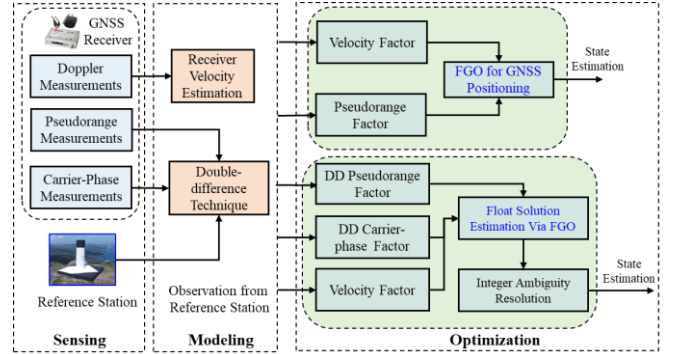 GNSS
Receiver
Doppler
Measurements
Pseudorange
Measurements
Carrier-Phase
Measurements
Reference Station
Sensing
Receiver
Velocity
Estimation
Double-
difference
Technique
Observation from
Reference Station
Modeling
Velocity Factor
Pseudorange
Factor
FGO for GNSS
Positioning
State
Estimation
DD Pseudorange
Factor
DD Carrier-
phase Factor
Velocity Factor
Float Solution
Estimation Via FGO
Integer Ambiguity
Resolution
State
Estimation
Optimization